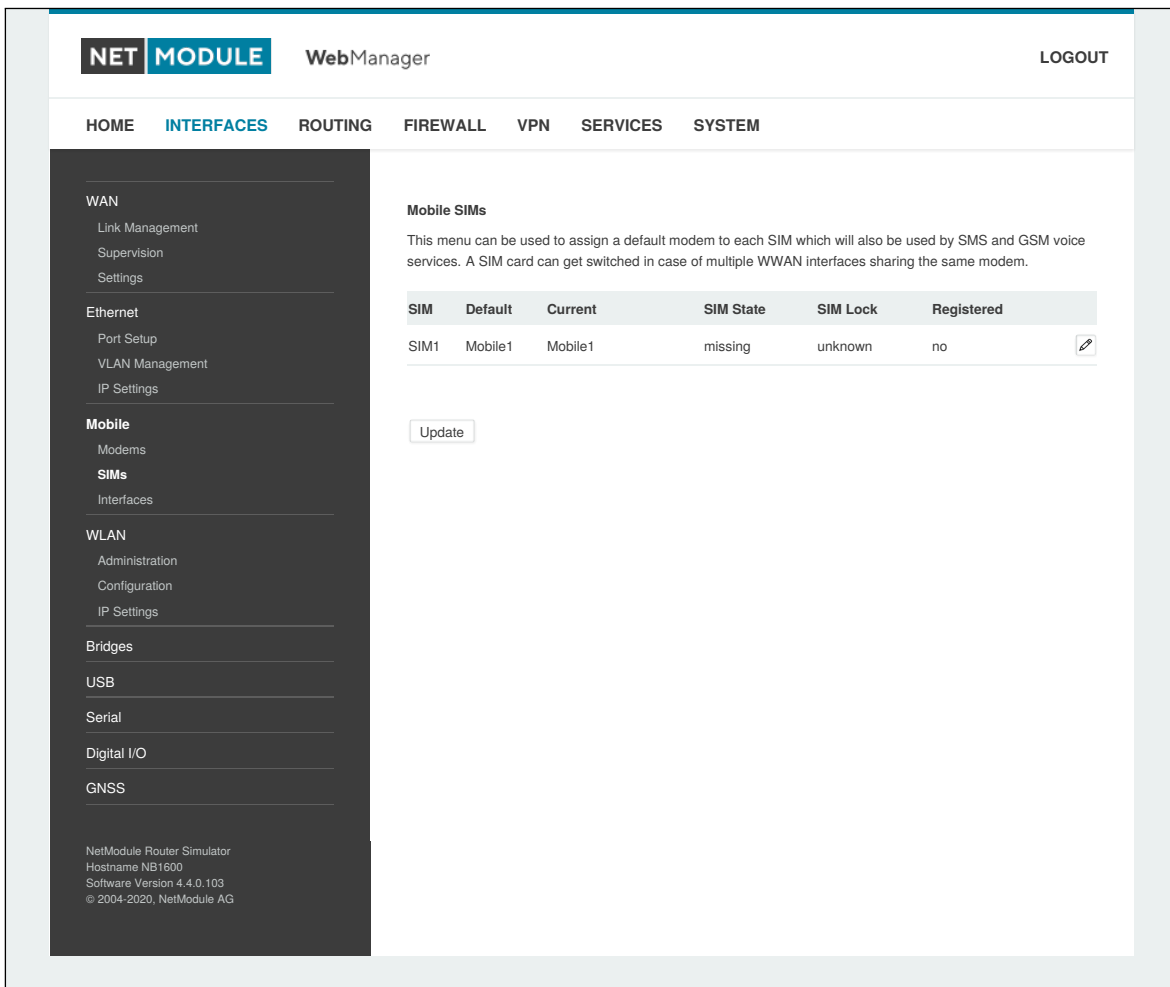 NET MODULE WebManager LOGOUT
HOME INTERFACES ROUTING FIREWALL VPN SERVICES SYSTEM
WAN
Link Management
Supervision
Settings
Ethernet
Port Setup
VLAN Management
IP Settings
Mobile
Modems
SIMs
Interfaces
WLAN
Administration
Configuration
IP Settings
Bridges
USB
Serial
Digital I/O
GNSS
NetModule Router Simulator
Hostname NB1600
Software Version 4.4.0.103
© 2004-2020, NetModule AG
Mobile SIMs
This menu can be used to assign a default modem to each SIM which will also be used by SMS and GSM voice
services. A SIM card can get switched in case of multiple WWAN interfaces sharing the same modem.
SIM Default Current SIM State SIM Lock Registered
SIM1 Mobile1 Mobile1 missing unknown no
Update